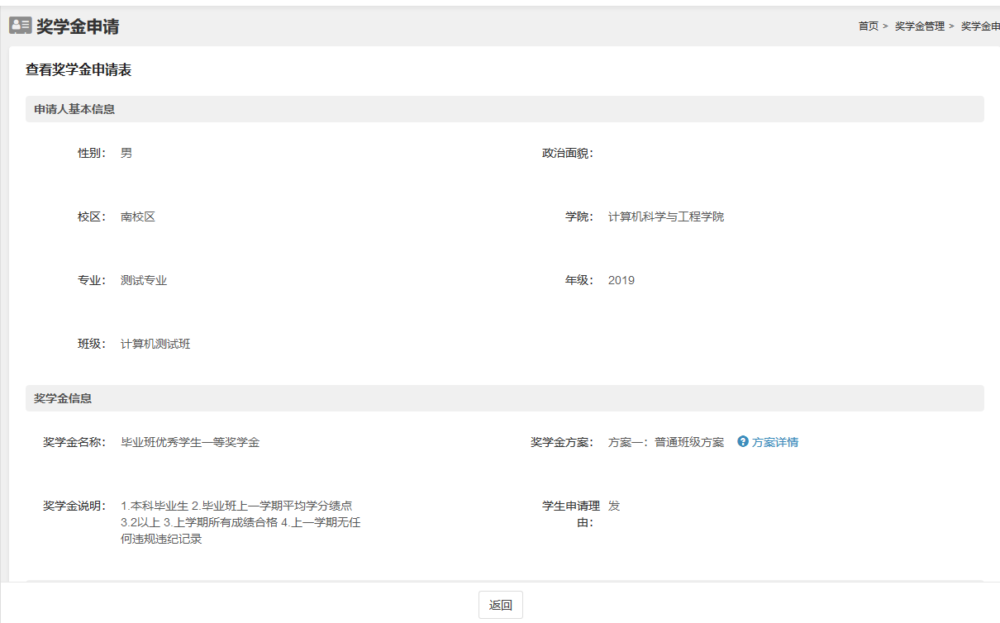 奖学金申请
首页 > 奖学金管理 > 奖学金申
查看奖学金申请表
申请人基本信息
性别： 男 政治面貌：
校区： 南校区 学院： 计算机科学与工程学院
专业： 测试专业 年级： 2019
班级： 计算机测试班
奖学金信息
奖学金名称： 毕业班优秀学生一等奖学金 奖学金方案： 方案一：普通班级方案 方案详情
奖学金说明： 1.本科毕业生 2.毕业班上一学期平均学分绩点 学生申请理 发
3.2以上 3.上学期所有成绩合格 4.上一学期无任 由：
何违规违纪记录
返回